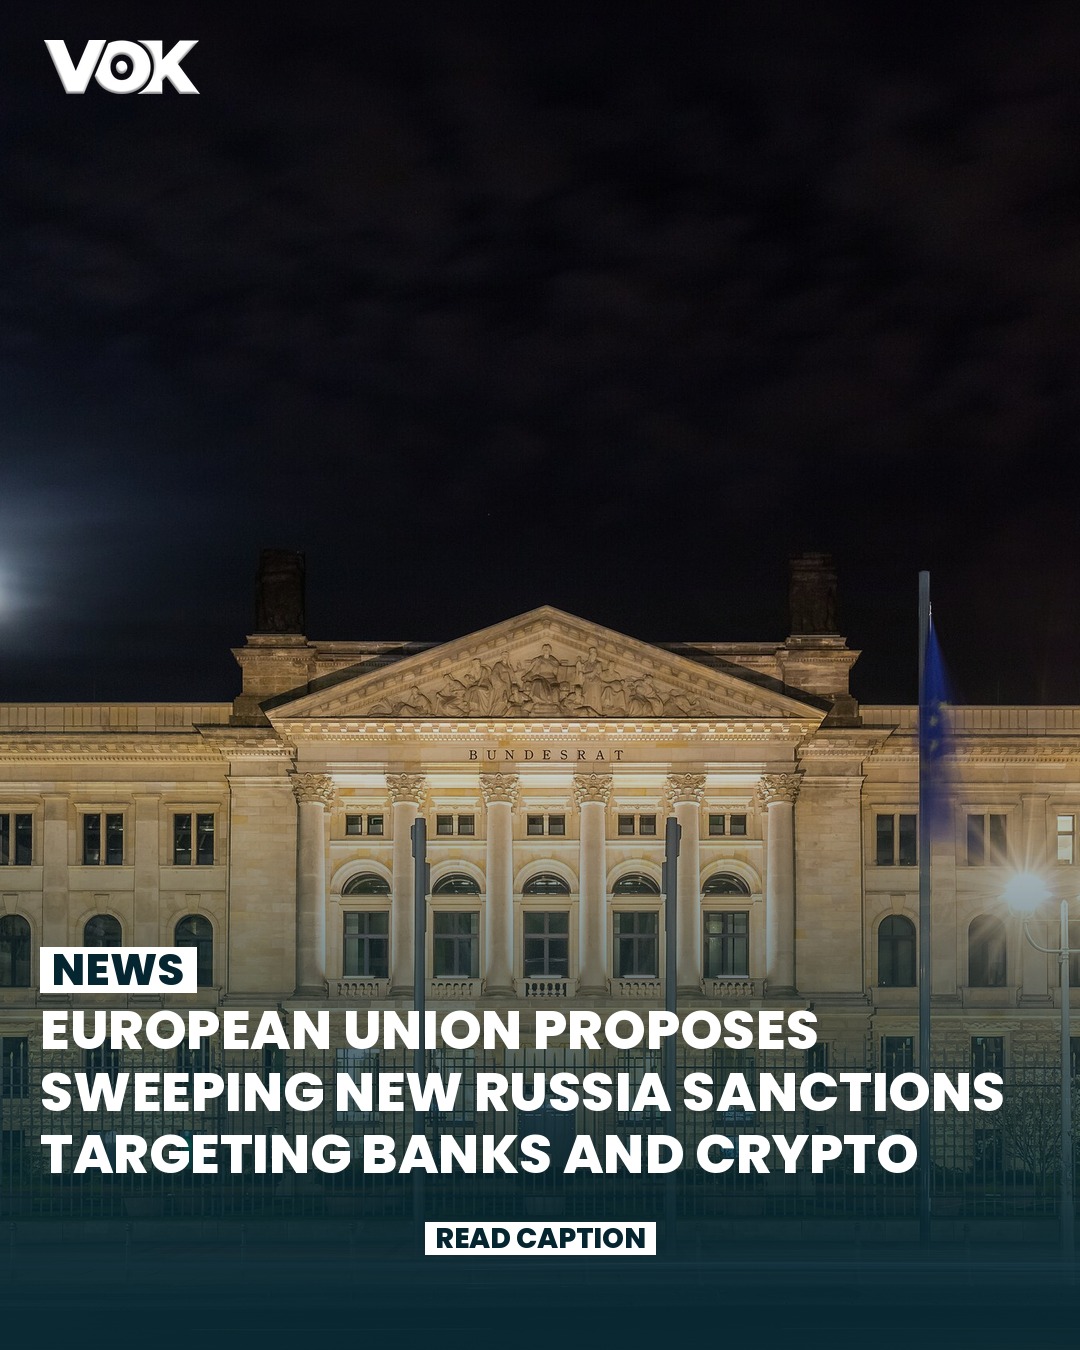 VOK
BUNDESRAT
NEWS
EUROPEAN UNION PROPOSES
SWEEPING NEW RUSSIA SANCTIONS
TARGETING BANKS AND CRYPTO
READ CAPTION